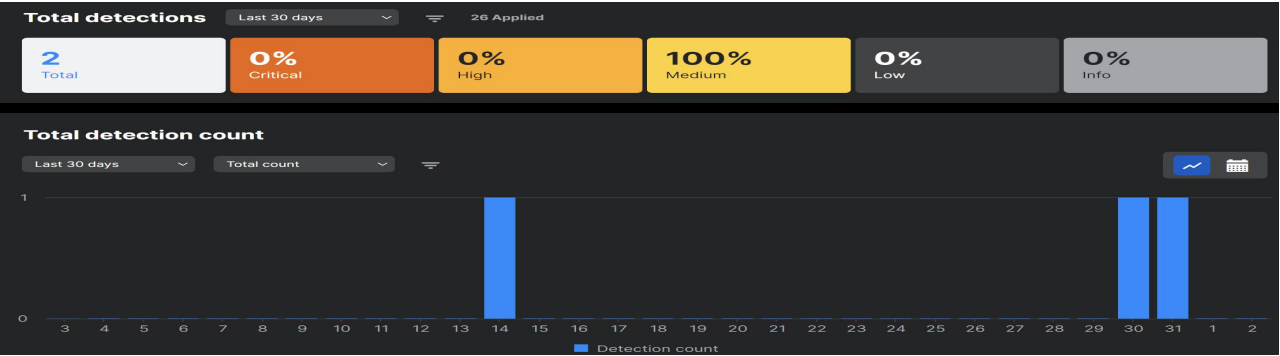 Total detections Last 30 days 26 Applied
2 0% 0% 100% 0% 0%
Total Critical High Medium Low Info
Total detection count
Last 30 days Total count
1
0
3 4 5 6 7 8 9 10 11 12 13 14 15 16 17 18 19 20 21 22 23 24 25 26 27 28 29 30 31 1 2
Detection count